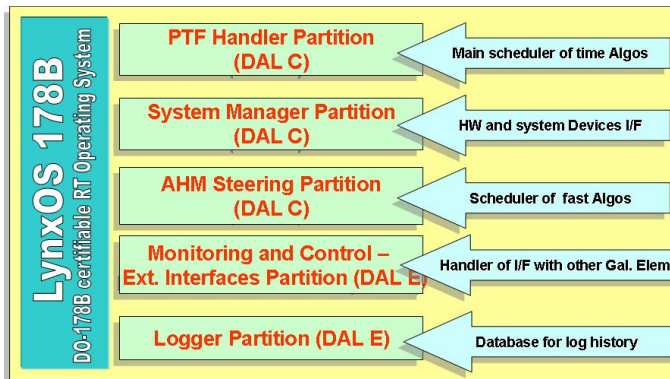 LynxOS 178B
DO-178B certifiable RT Operating System
PTF Handler Partition
(DAL C)
Main scheduler of time Algos
System Manager Partition
(DAL C)
HW and system Devices I/F
AHM Steering Partition
(DAL C)
Scheduler of fast Algos
Monitoring and Control –
Ext. Interfaces Partition (DAL E)
Handler of I/F with other Gal. Elem
Logger Partition (DAL E)
Database for log history